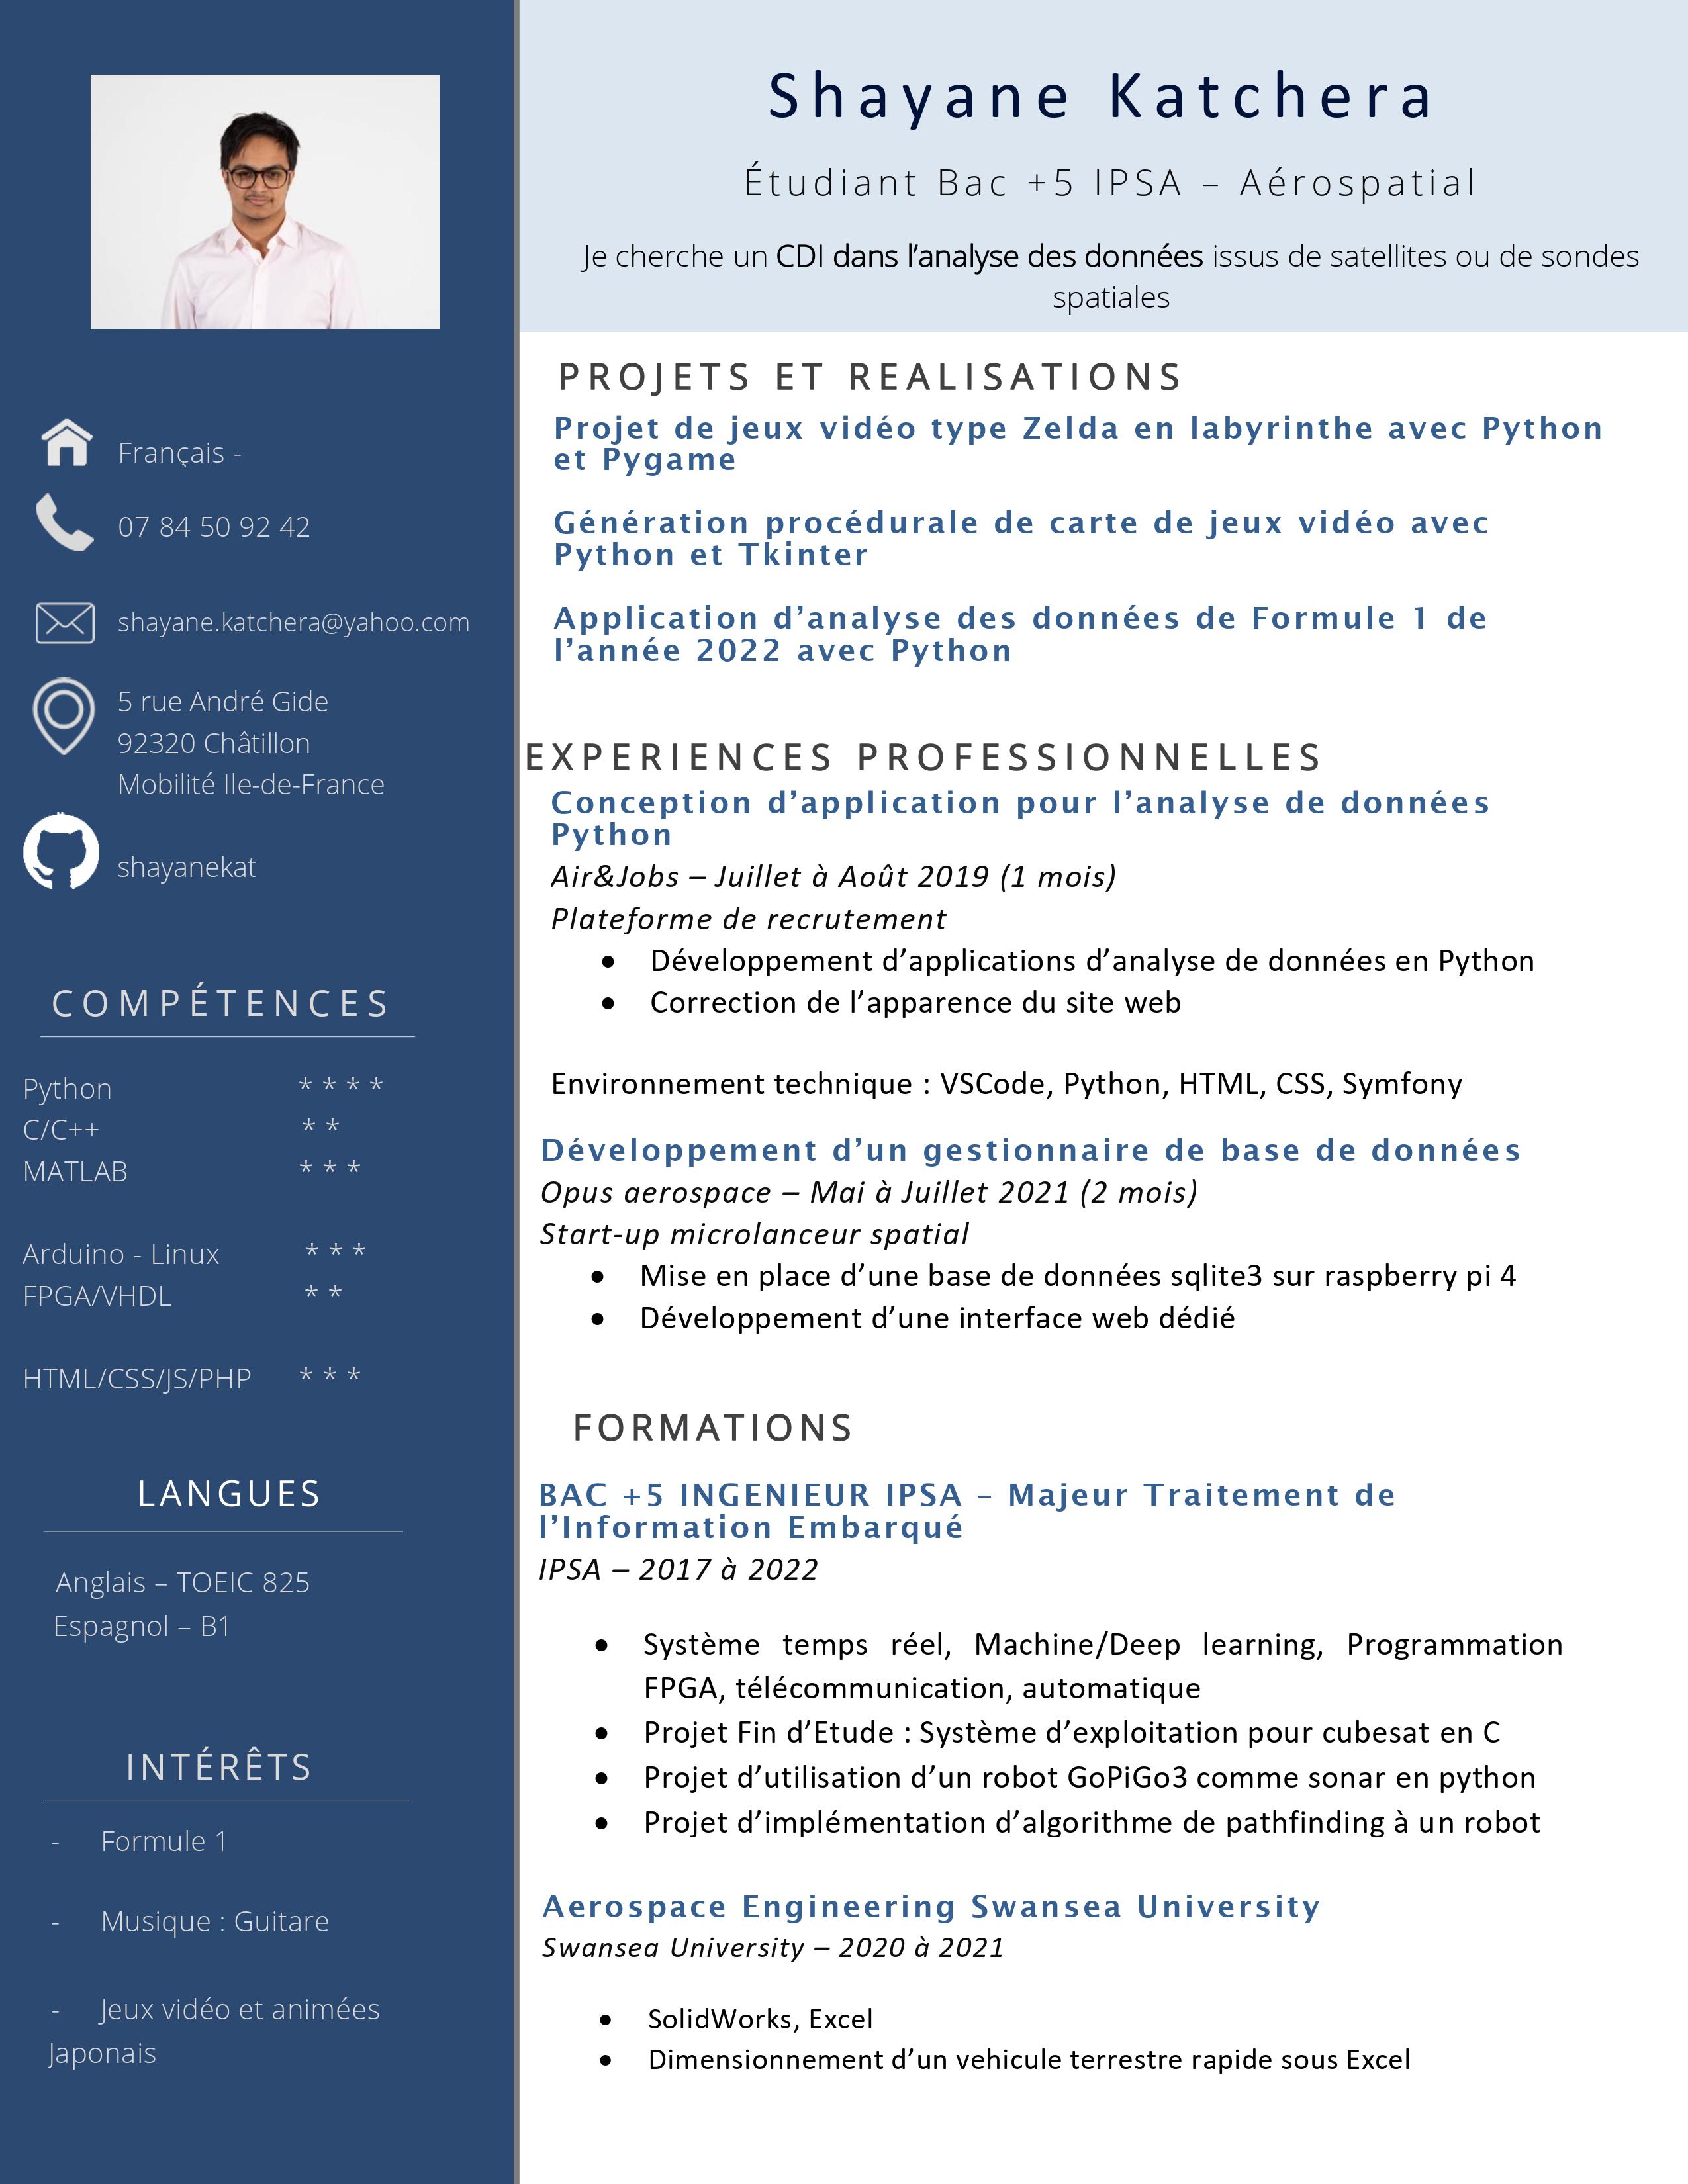 Shayane Katchera
Étudiant Bac +5 IPSA – Aérospatial
Je cherche un CDI dans l’analyse des données issus de satellites ou de sondes
spatiales
Français -
07 84 50 92 42
shayane.katchera@yahoo.com
5 rue André Gide
92320 Châtillon
Mobilité Ile-de-France
shayanekat
COMPÉTENCES
Python * * * *
C/C++ * *
MATLAB * * *
Arduino - Linux * * *
FPGA/VHDL * *
HTML/CSS/JS/PHP * * *
LANGUES
Anglais – TOEIC 825
Espagnol – B1
INTÉRÊTS
- Formule 1
- Musique : Guitare
- Jeux vidéo et animées
Japonais
PROJETS ET REALISATIONS
Projet de jeux vidéo type Zelda en labyrinthe avec Python
et Pygame
Génération procédurale de carte de jeux vidéo avec
Python et Tkinter
Application d’analyse des données de Formule 1 de
l’année 2022 avec Python
EXPERIENCES PROFESSIONNELLES
Conception d’application pour l’analyse de données
Python
Air&Jobs – Juillet à Août 2019 (1 mois)
Plateforme de recrutement
• Développement d’applications d’analyse de données en Python
• Correction de l’apparence du site web
Environnement technique : VSCode, Python, HTML, CSS, Symfony
Développement d’un gestionnaire de base de données
Opus aerospace – Mai à Juillet 2021 (2 mois)
Start-up microlanceur spatial
• Mise en place d’une base de données sqlite3 sur raspberry pi 4
• Développement d’une interface web dédié
FORMATIONS
BAC +5 INGENIEUR IPSA – Majeur Traitement de
l’Information Embarqué
IPSA – 2017 à 2022
• Système temps réel, Machine/Deep learning, Programmation
FPGA, télécommunication, automatique
• Projet Fin d’Etude : Système d’exploitation pour cubesat en C
• Projet d’utilisation d’un robot GoPiGo3 comme sonar en python
• Projet d’implémentation d’algorithme de pathfinding à un robot
Aerospace Engineering Swansea University
Swansea University – 2020 à 2021
• SolidWorks, Excel
• Dimensionnement d’un vehicule terrestre rapide sous Excel